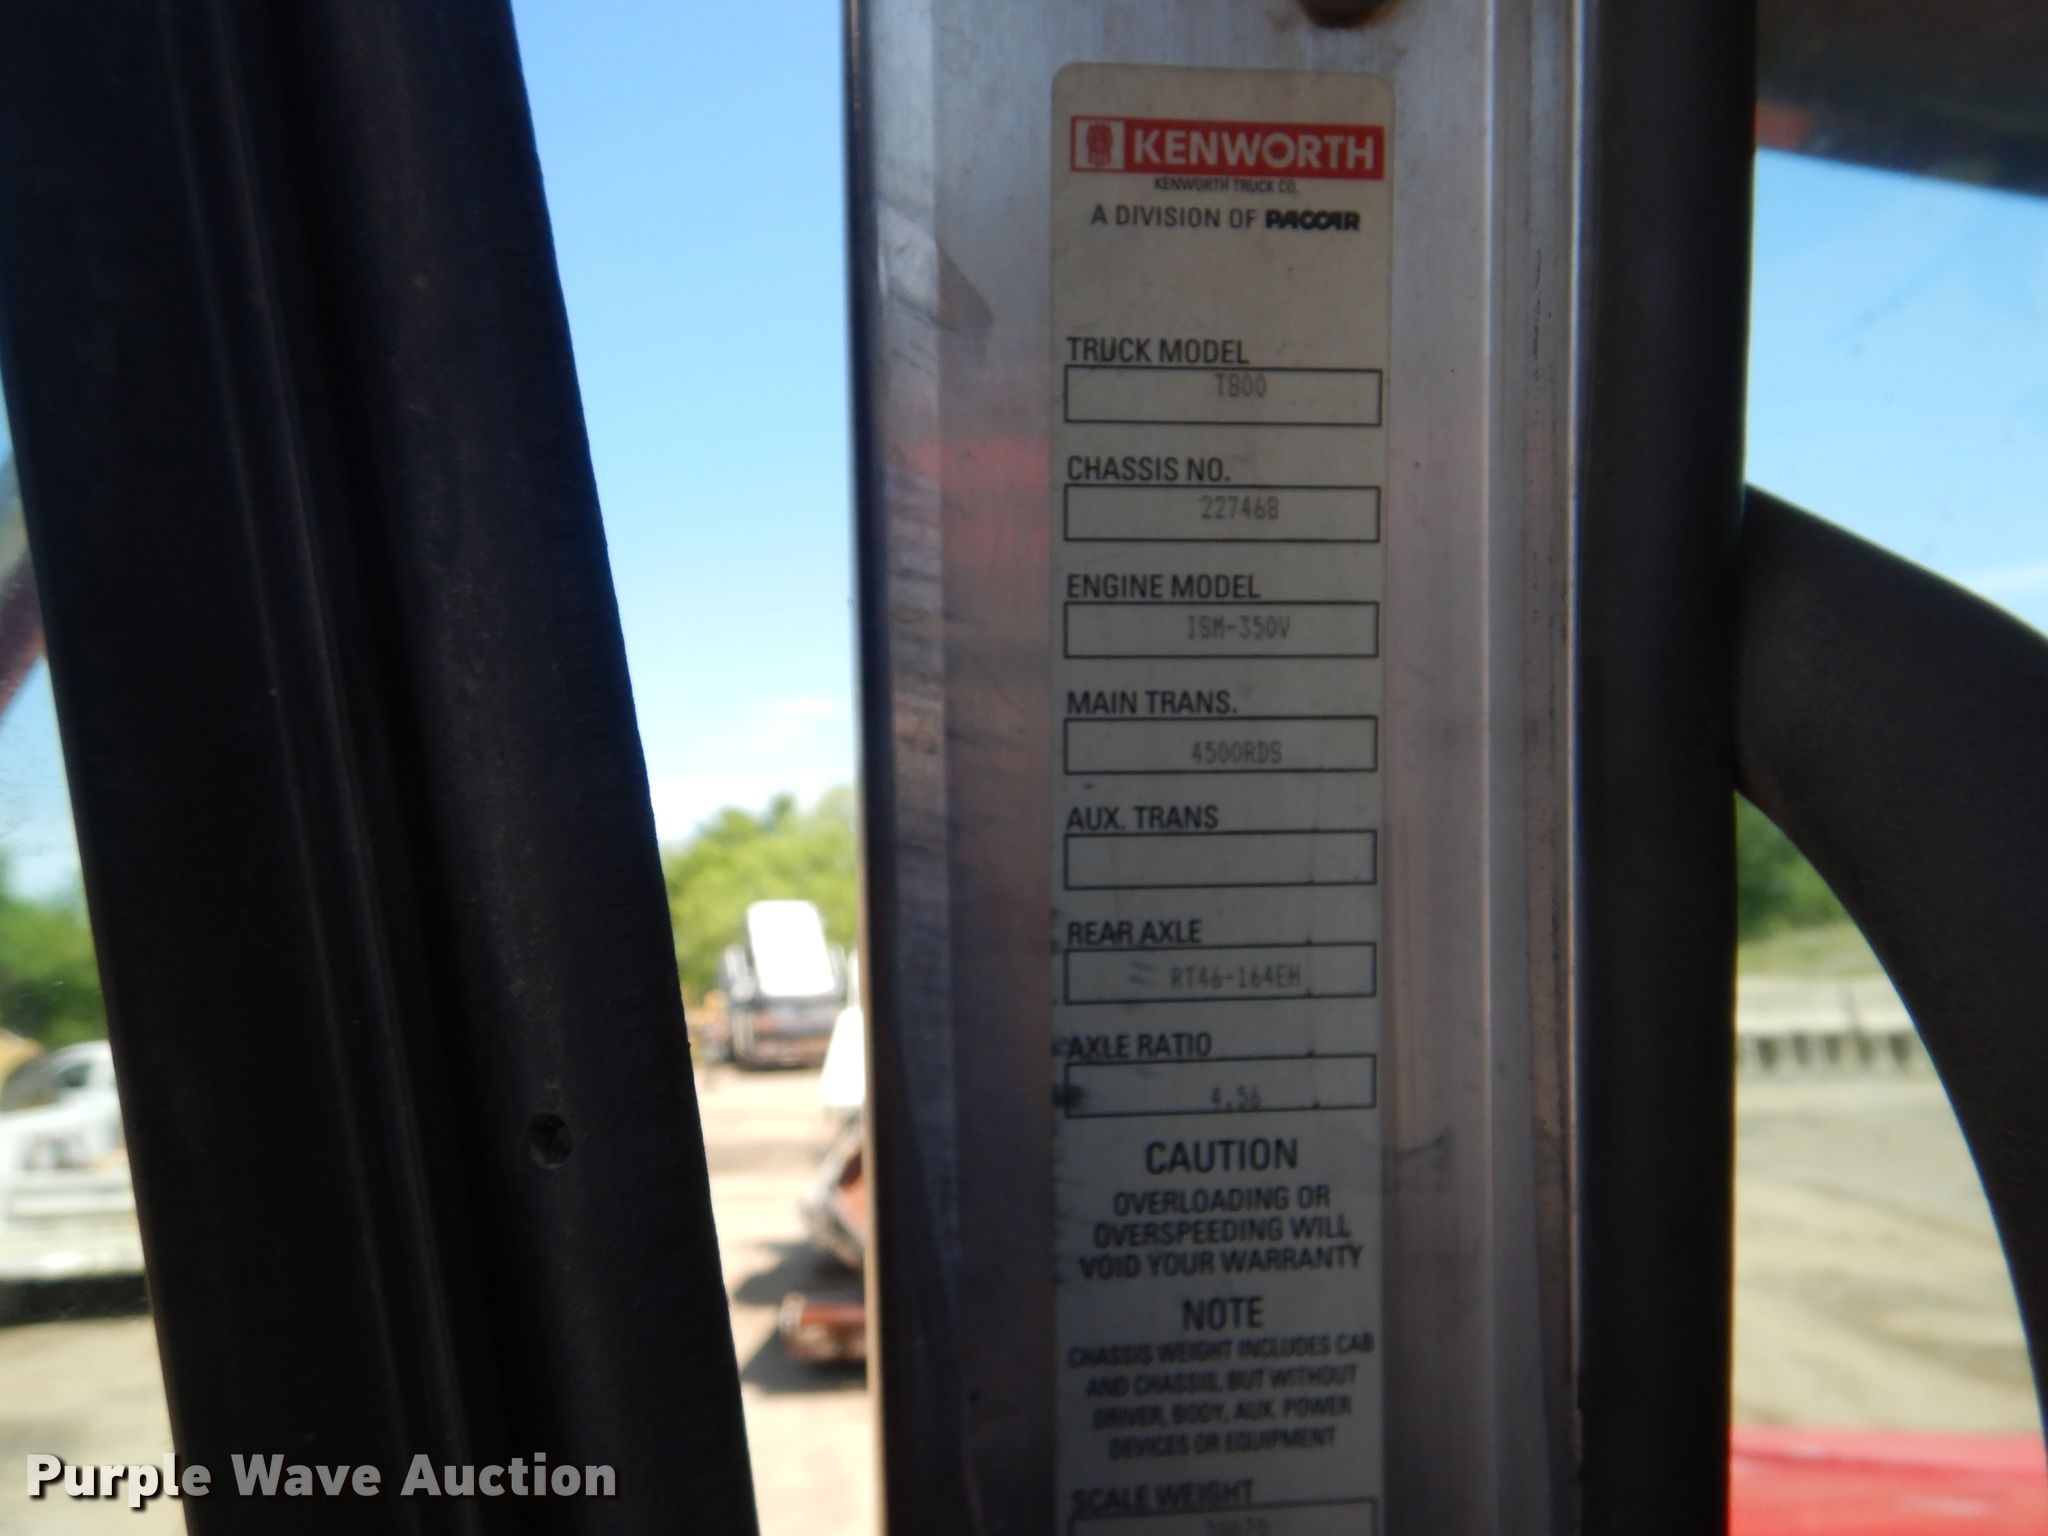 KENWORTH
KENWORTH TRUCK CO.
A DIVISION OF PACCAR
TRUCK MODEL
T800
CHASSIS NO.
227468
ENGINE MODEL
ISM-350V
MAIN TRANS.
4500RDS
AUX. TRANS
REAR AXLE
RT46-164EH
AXLE RATIO
4.56
CAUTION
OVERLOADING OR
OVERSPEEDING WILL
VOID YOUR WARRANTY
NOTE
CHASSIS WEIGHT INCLUDES CAB
AND CHASSIS, BUT WITHOUT
DRIVER, BODY, AUX. POWER
DEVICES OR EQUIPMENT
SCALE WEIGHT
Purple Wave Auction